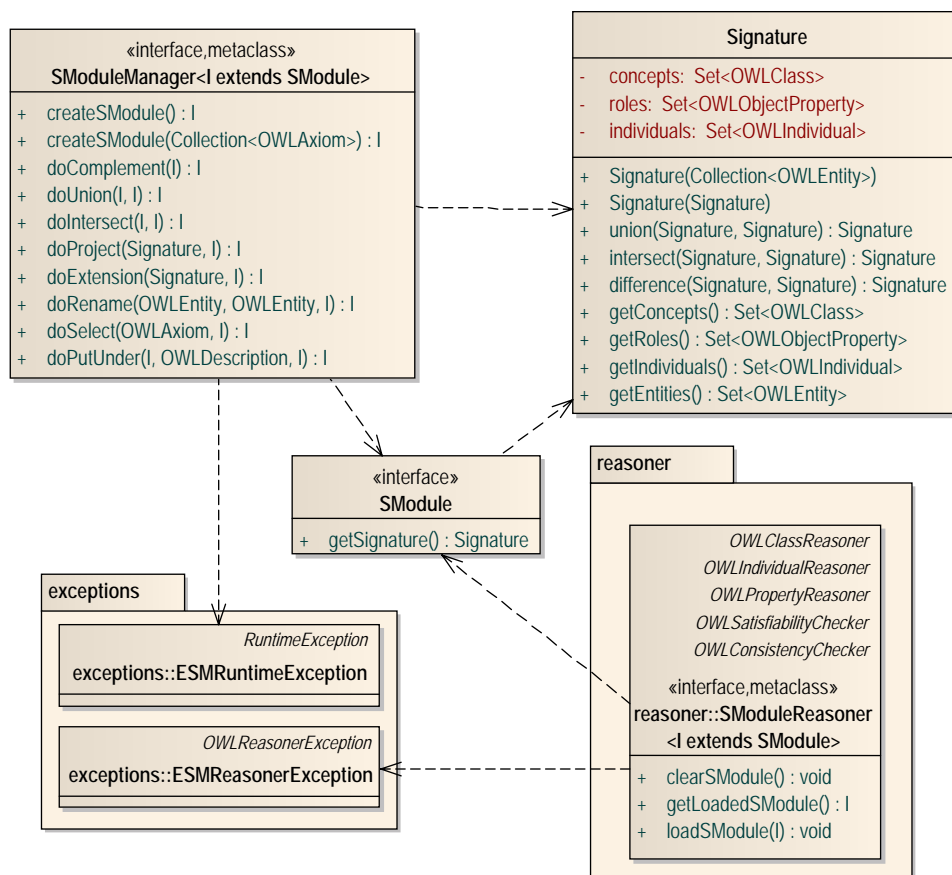 «interface,metaclass»
SModuleManager<I extends SModule>
+ createSModule() : I
+ createSModule(Collection<OWLAxiom>) : I
+ doComplement(I) : I
+ doUnion(I, I) : I
+ doIntersect(I, I) : I
+ doProject(Signature, I) : I
+ doExtension(Signature, I) : I
+ doRename(OWLEntity, OWLEntity, I) : I
+ doSelect(OWLAxiom, I) : I
+ doPutUnder(I, OWLDescription, I) : I
Signature
- concepts: Set<OWLClass>
- roles: Set<OWLObjectProperty>
- individuals: Set<OWLIndividual>
+ Signature(Collection<OWLEntity>)
+ Signature(Signature)
+ union(Signature, Signature) : Signature
+ intersect(Signature, Signature) : Signature
+ difference(Signature, Signature) : Signature
+ getConcepts() : Set<OWLClass>
+ getRoles() : Set<OWLObjectProperty>
+ getIndividuals() : Set<OWLIndividual>
+ getEntities() : Set<OWLEntity>
«interface»
SModule
+ getSignature() : Signature
exceptions
RuntimeException
exceptions::ESMRuntimeException
OWLReasonerException
exceptions::ESMReasonerException
reasoner
OWLClassReasoner
OWLIndividualReasoner
OWLPropertyReasoner
OWLSatisfiabilityChecker
OWLConsistencyChecker
«interface,metaclass»
reasoner::SModuleReasoner
<I extends SModule>
+ clearSModule() : void
+ getLoadedSModule() : I
+ loadSModule(I) : void